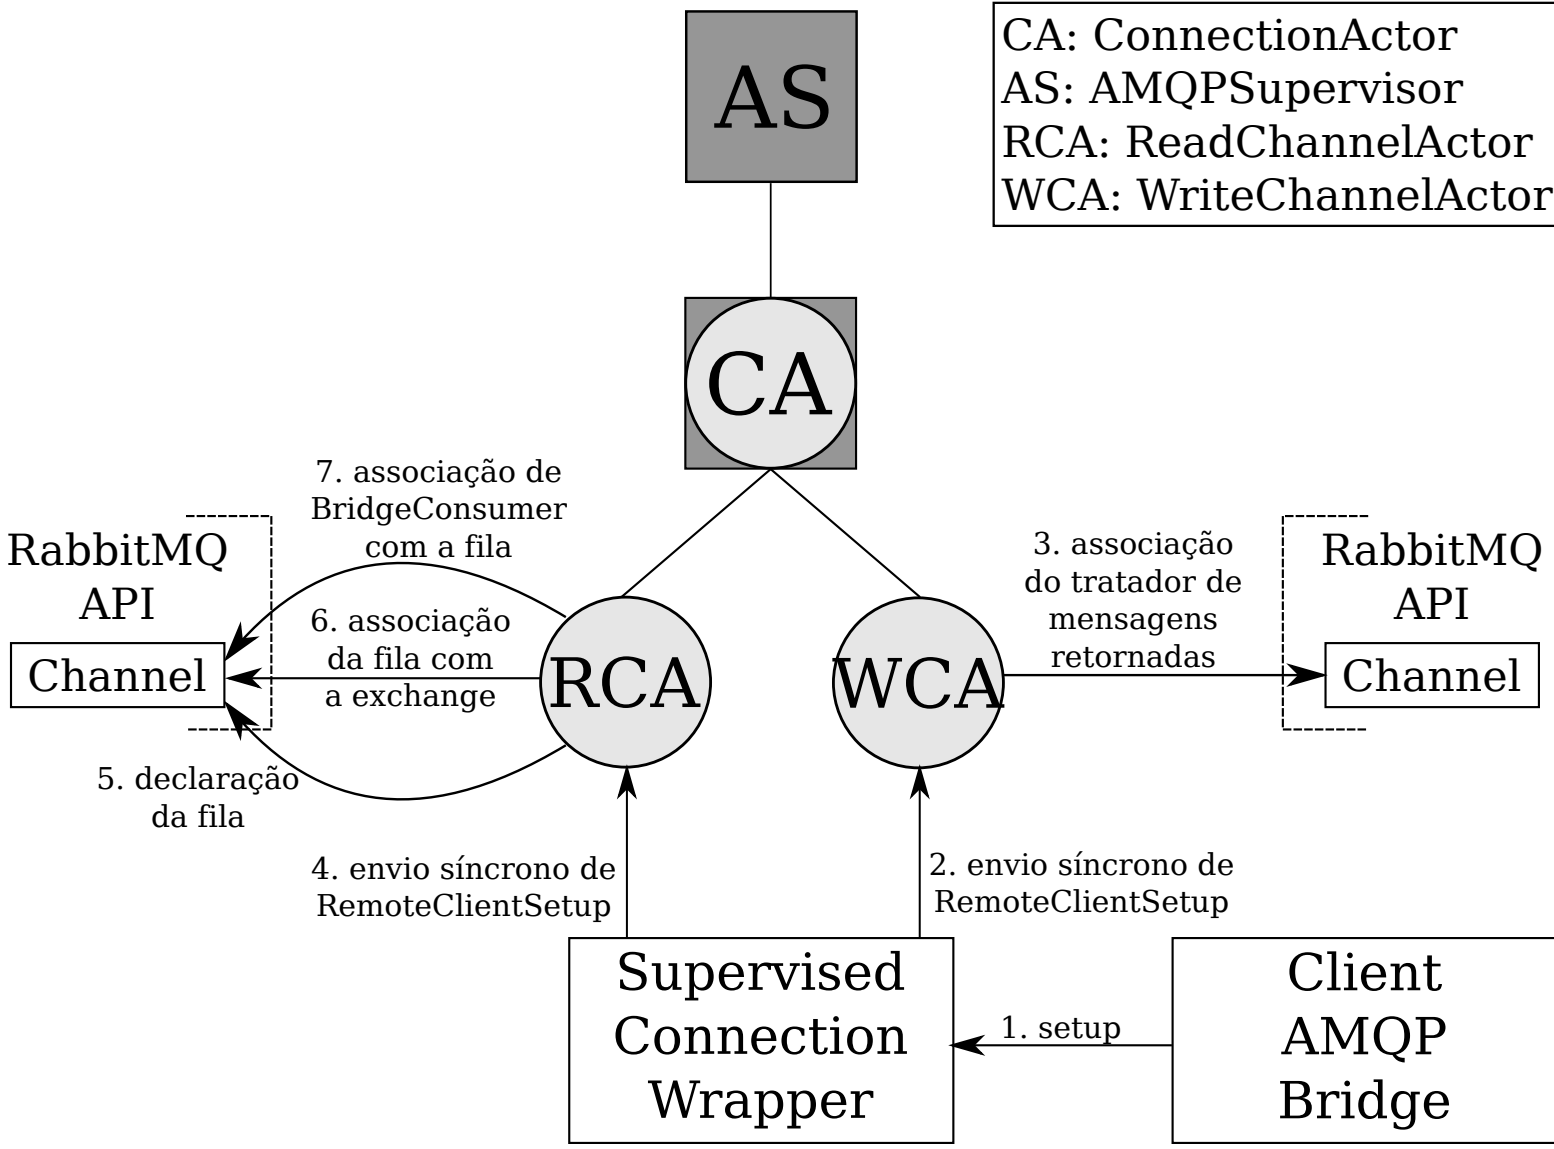 AS
CA: ConnectionActor
AS: AMQPSupervisor
RCA: ReadChannelActor
WCA: WriteChannelActor
CA
7. associação de
BridgeConsumer
com a fila
RabbitMQ
API
Channel
6. associação
da fila com
a exchange
5. declaração
da fila
RCA
WCA
3. associação
do tratador de
mensagens
retornadas
RabbitMQ
API
Channel
4. envio síncrono de
RemoteClientSetup
2. envio síncrono de
RemoteClientSetup
Supervised
Connection
Wrapper
1. setup
Client
AMQP
Bridge